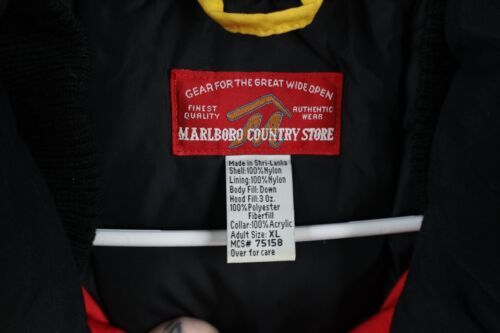 GEAR FOR THE GREAT WIDE OPEN
FINEST QUALITY
AUTHENTIC WEAR
MARLBORO COUNTRY STORE
Made in Shri-Lanka
Shell:100%Nylon
Lining:100%Nylon
Body Fill: Down
Hood Fill:3 Oz.
100%Polyester
Fiberfill
Collar:100%Acrylic
Adult Size: XL
MCS# 75158
Over for care